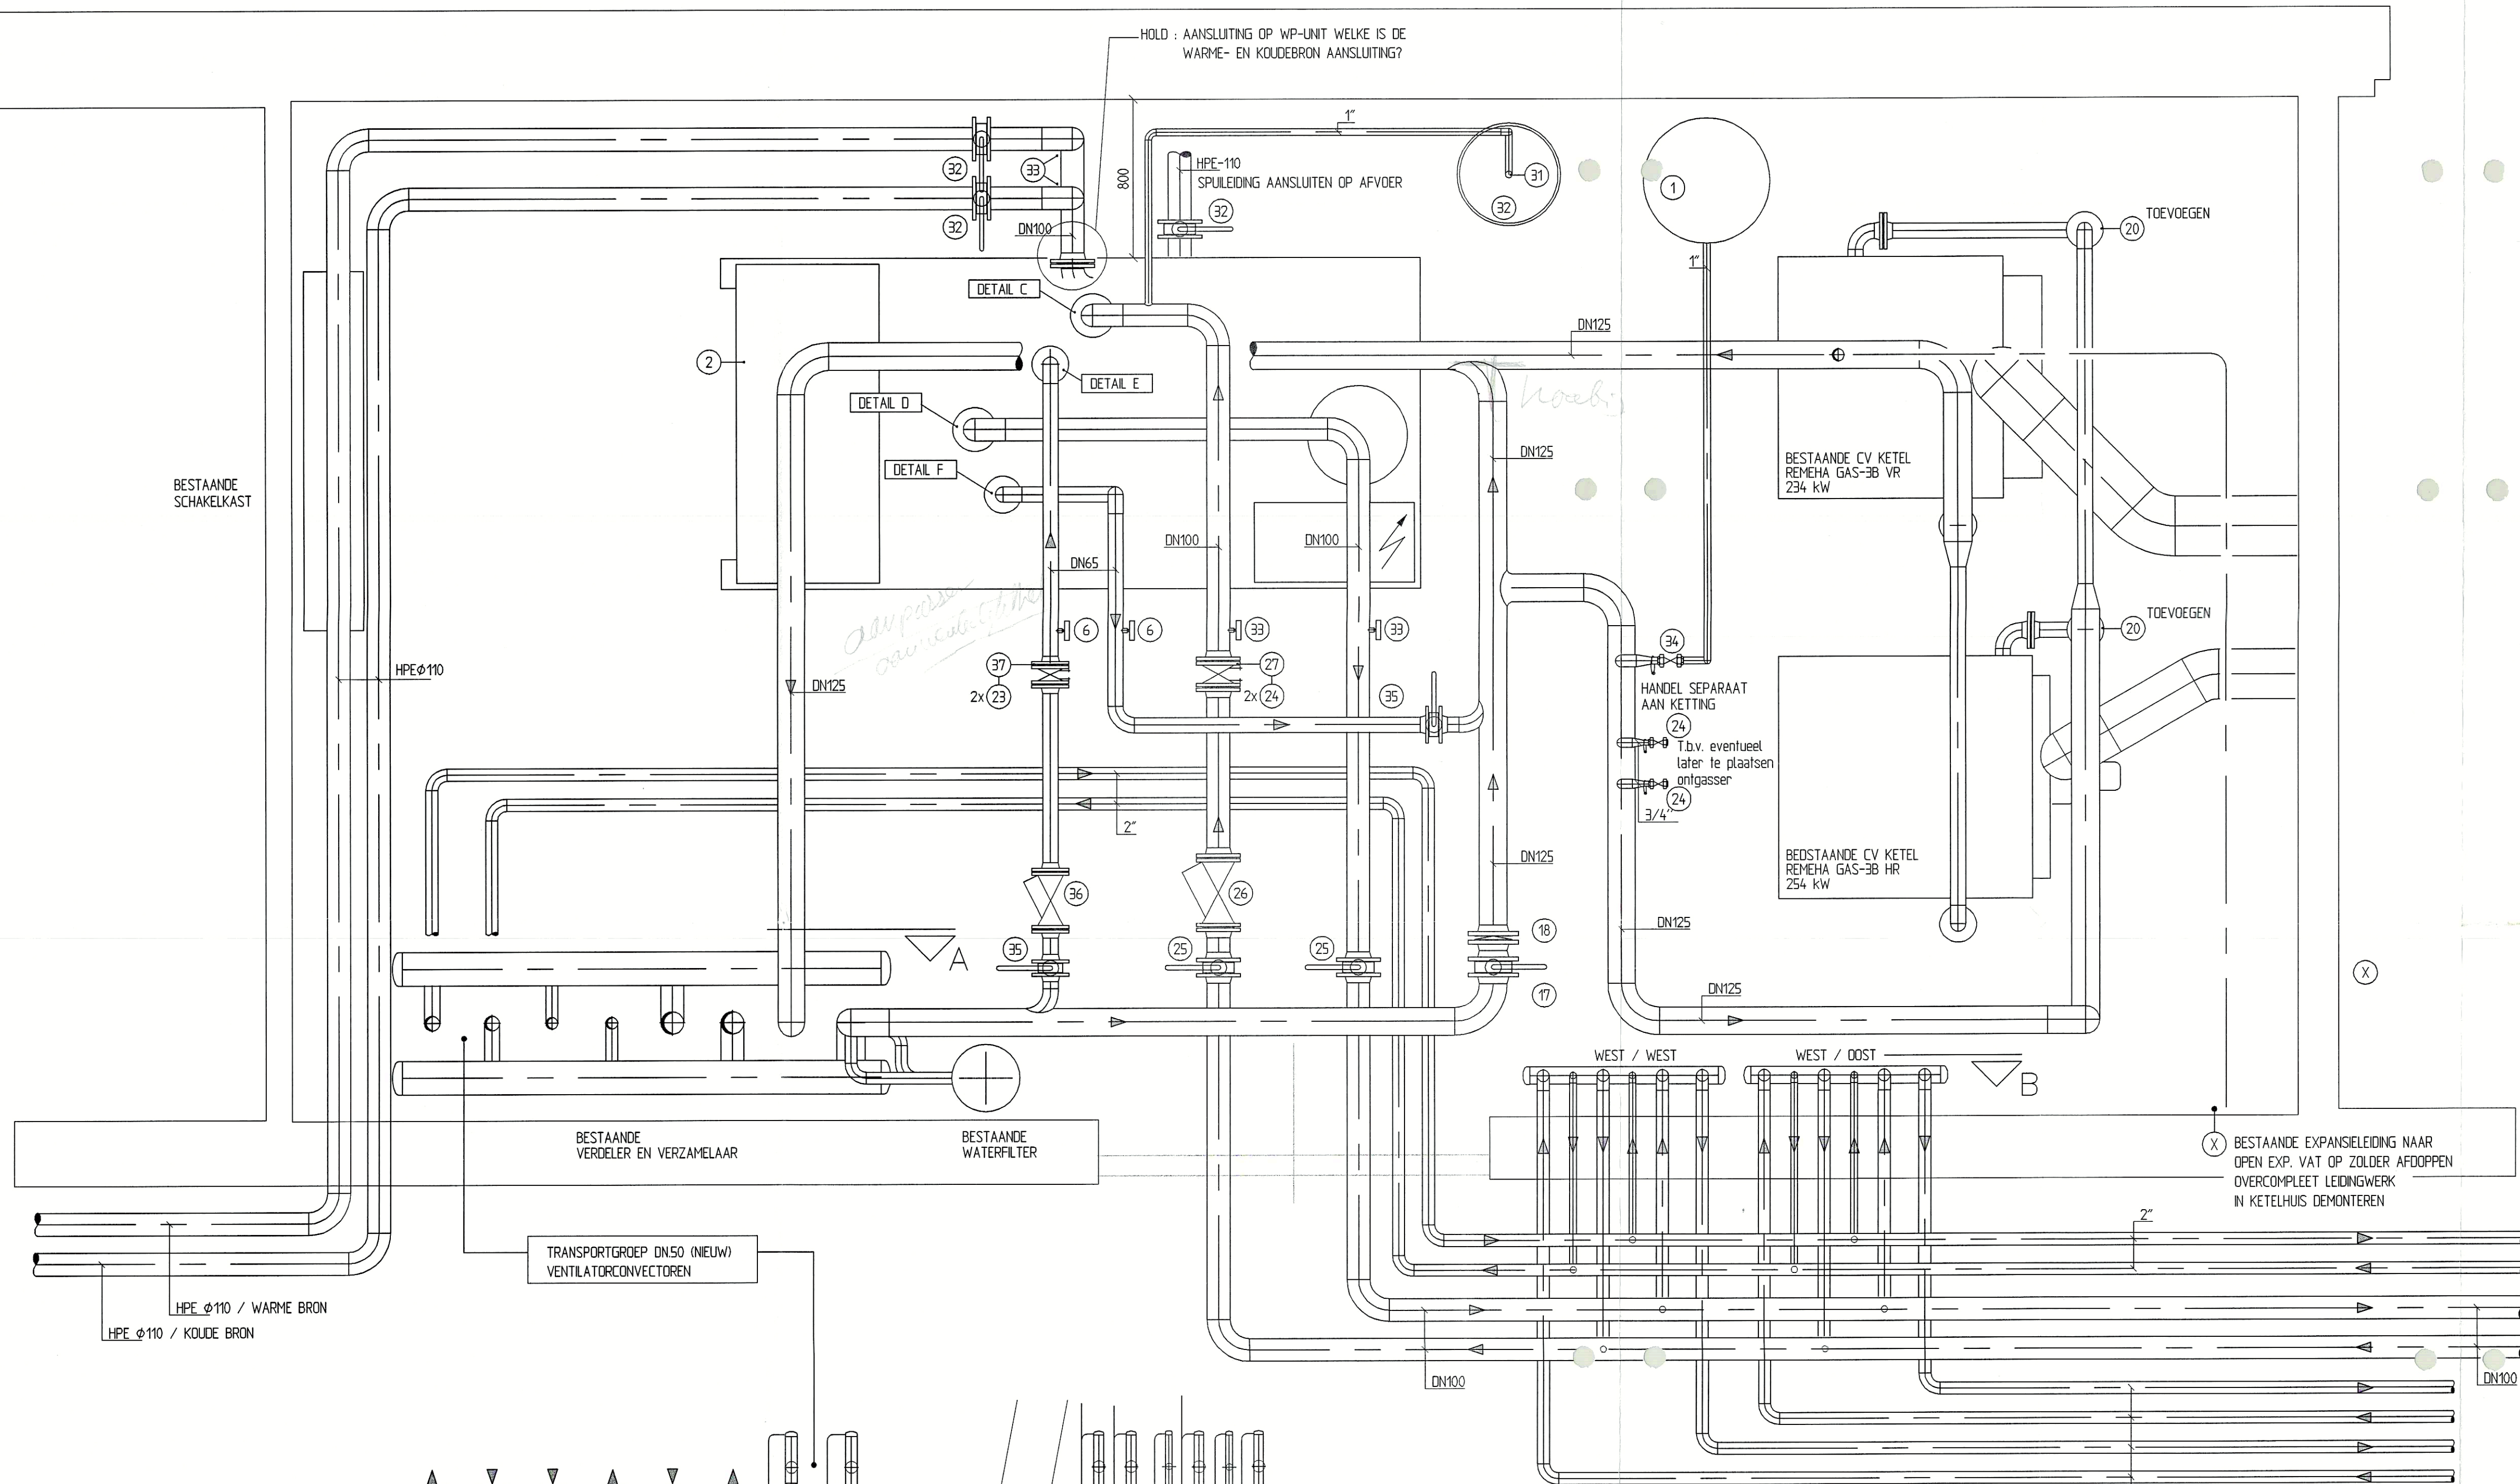 HOLD : AANSLUITING OP WP-UNIT WELKE IS DE
WARME- EN KOUDEBRON AANSLUITING?
1"
32
33
800
HPE-110
SPUILEIDING AANSLUITEN OP AFVOER
31
32
1
32
32
DN100
TOEVOEGEN
20
1"
DETAIL C
DN125
2
DETAIL E
DETAIL D
DN125
BESTAANDE CV KETEL
REMEHA GAS-3B VR
234 kW
DETAIL F
BESTAANDE
SCHAKELKAST
DN100
DN100
DN65
TOEVOEGEN
20
6
6
33
33
34
HPEϕ110
37
27
DN125
2x 23
2x 24
35
HANDEL SEPARAAT
AAN KETTING
24
T.b.v. eventueel
later te plaatsen
ontgasser
24
3/4"
2"
DN125
BEDSTAANDE CV KETEL
REMEHA GAS-3B HR
254 kW
36
26
DN125
18
A
35
25
25
17
X
DN125
WEST / WEST
WEST / OOST
B
BESTAANDE
VERDELER EN VERZAMELAAR
BESTAANDE
WATERFILTER
X
BESTAANDE EXPANSIELEIDING NAAR
OPEN EXP. VAT OP ZOLDER AFDOPPEN
OVERCOMPLEET LEIDINGWERK
IN KETELHUIS DEMONTEREN
2"
TRANSPORTGROEP DN.50 (NIEUW)
VENTILATORCONVECTOREN
HPE ϕ110 / WARME BRON
HPE ϕ110 / KOUDE BRON
DN100
DN100